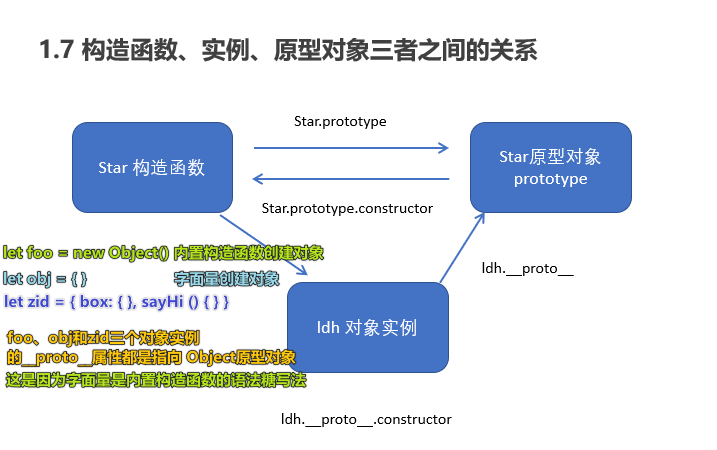 1.7 构造函数、实例、原型对象三者之间的关系
Star.prototype
Star 构造函数
Star原型对象
prototype
Star.prototype.constructor
let foo = new Object() 内置构造函数创建对象
let obj = { } 字面量创建对象
let zid = { box: { }, sayHi () { } }
ldh.__proto__
ldh 对象实例
foo、obj和zid三个对象实例
的__proto__属性都是指向 Object原型对象
这是因为字面量是内置构造函数的语法糖写法
ldh.__proto__.constructor